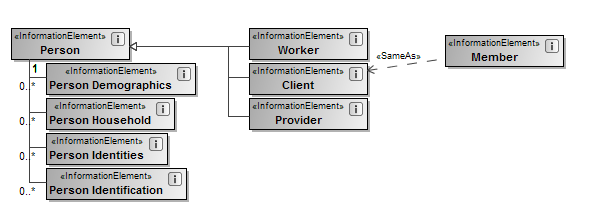 «InformationElement»
Person
i
«InformationElement»
Worker
i
«SameAs»
«InformationElement»
Member
i
1
0..*
«InformationElement»
Person Demographics
i
«InformationElement»
Client
i
0..*
«InformationElement»
Person Household
i
«InformationElement»
Provider
i
0..*
«InformationElement»
Person Identities
i
0..*
«InformationElement»
Person Identification
i